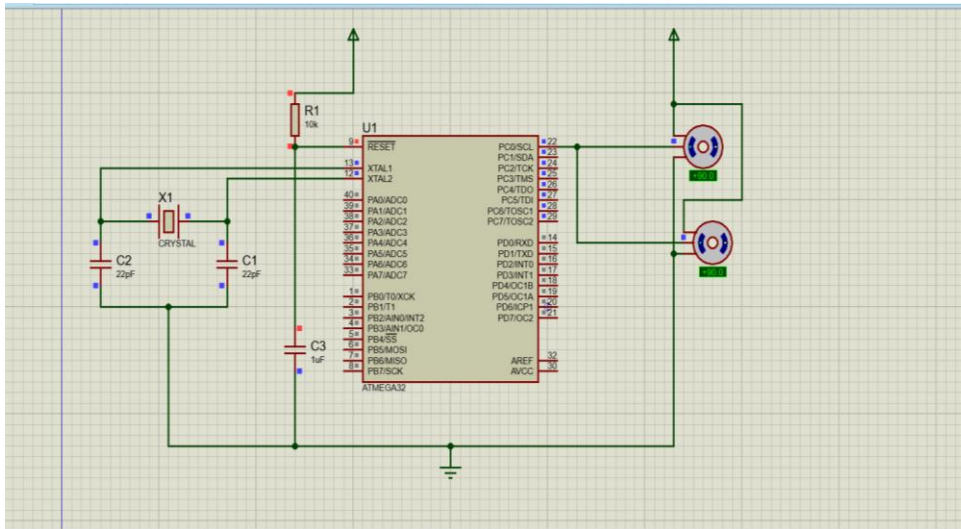 R1
10k
U1
9
RESET
13
XTAL1
12
XTAL2
X1
CRYSTAL
C2
22pF
C1
22pF
C3
1uF
40
PA0/ADC0
39
PA1/ADC1
38
PA2/ADC2
37
PA3/ADC3
36
PA4/ADC4
35
PA5/ADC5
34
PA6/ADC6
33
PA7/ADC7
1
PB0/T0/XCK
2
PB1/T1
3
PB2/AIN0/INT2
4
PB3/AIN1/OC0
5
PB4/SS
6
PB5/MOSI
7
PB6/MISO
8
PB7/SCK
PC0/SCL
22
PC1/SDA
23
PC2/TCK
24
PC3/TMS
25
PC4/TDO
26
PC5/TDI
27
PC6/TOSC1
28
PC7/TOSC2
29
PD0/RXD
14
PD1/TXD
15
PD2/INT0
16
PD3/INT1
17
PD4/OC1B
18
PD5/OC1A
19
PD6/ICP1
20
PD7/OC2
21
AREF
32
AVCC
30
ATMEGA32
+90.0
+90.0